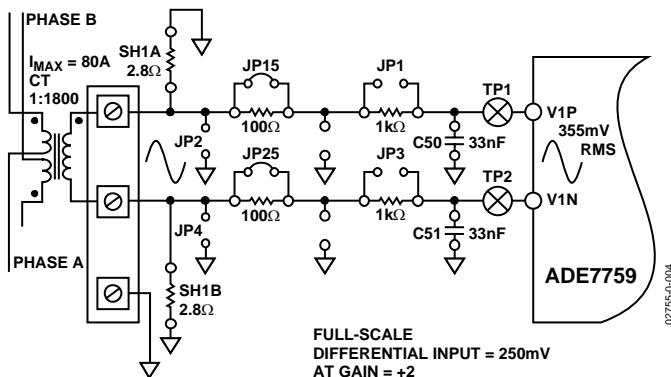 PHASE B
IMAX = 80A
CT
1:1800
SH1A
2.8Ω
JP15
100Ω
JP1
1kΩ
C50
33nF
TP1
V1P
JP2
355mV
RMS
JP25
100Ω
JP3
1kΩ
C51
33nF
TP2
V1N
JP4
PHASE A
SH1B
2.8Ω
ADE7759
FULL-SCALE
DIFFERENTIAL INPUT = 250mV
AT GAIN = +2
02755-0-004